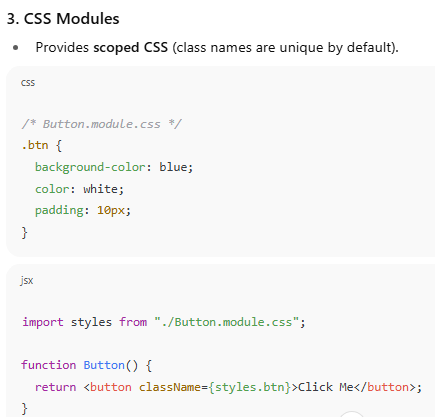 3. CSS Modules
• Provides scoped CSS (class names are unique by default).
css
/* Button.module.css */
.btn {
  background-color: blue;
  color: white;
  padding: 10px;
}
jsx
import styles from "./Button.module.css";
function Button() {
  return <button className={styles.btn}>Click Me</button>;
}